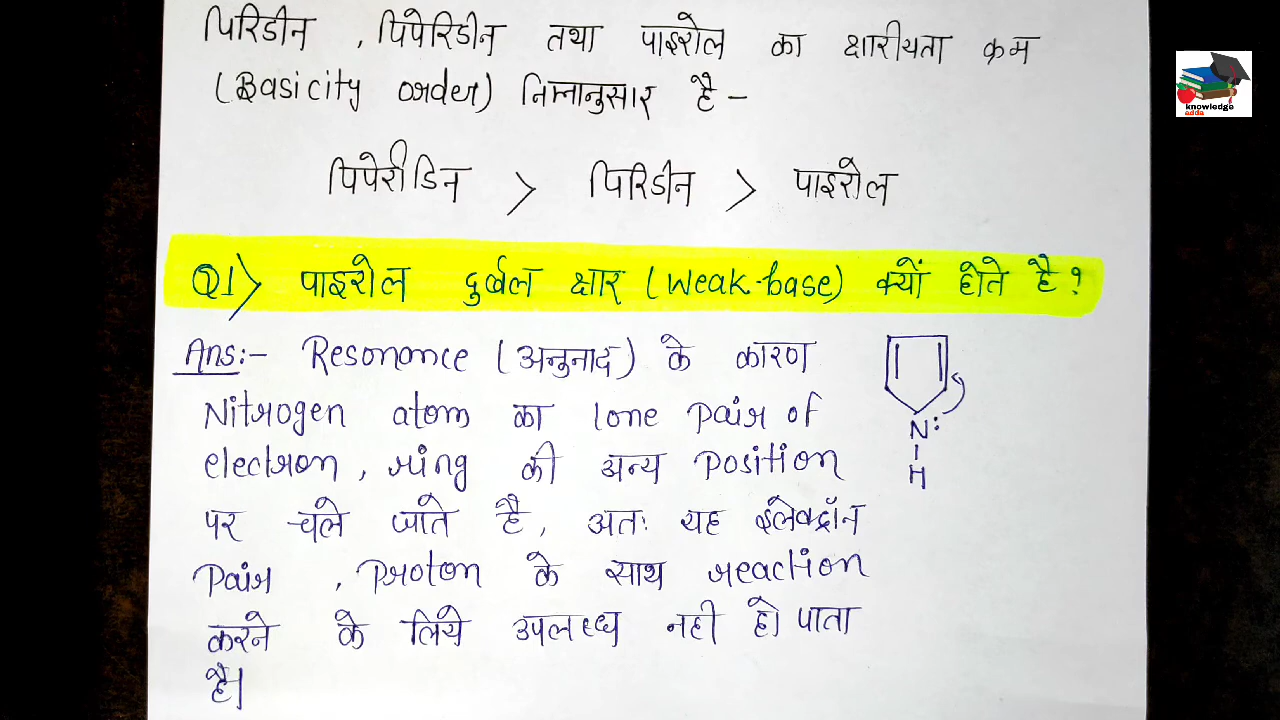 पिरिडीन , पिपेरिडीन तथा पाइरोल का क्षारीयता क्रम
(Basicity order) निम्नानुसार है –
पिपेरीडिन > पिरिडीन > पाइरोल
Q1> पाइरोल दुर्बल क्षार (Weak-base) क्यों होते है ?
Ans:- Resonance (अनुनाद) के कारण
Nitrogen atom का lone pair of
electron, ring की अन्य position
पर चले जाते है, अतः यह इलेक्ट्रॉन
Pair , Proton के साथ reaction
करने के लिये उपलब्ध नही हो पाता
है।
N:
H
knowledge
adda